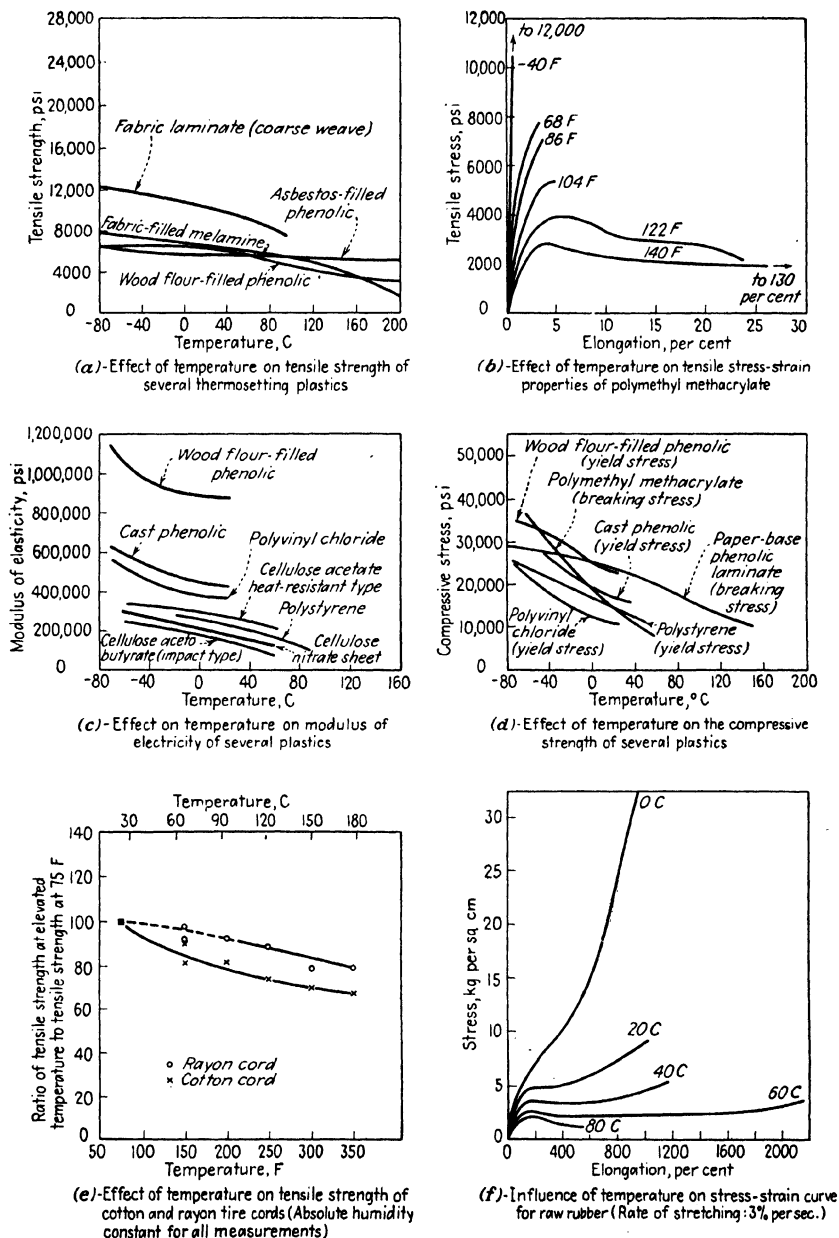 28,000
24,000
20,000
16,000
12,000
8000
4000
0
Tensile strength, psi
Fabric laminate (coarse weave)
Asbestos-filled
phenolic
Fabric-filled melamine
Wood flour-filled phenolic
-80 -40 0 40 80 120 160 200
Temperature, C
(a)-Effect of temperature on tensile strength of
several thermosetting plastics
to 12,000
12,000
10,000
8000
6000
4000
2000
0
Tensile stress, psi
-40 F
68 F
86 F
104 F
122 F
140 F
to 130
per cent
0 5 10 15 20 25 30
Elongation, per cent
(b)-Effect of temperature on tensile stress-strain
properties of polymethyl methacrylate
1,200,000
1,000,000
800,000
600,000
400,000
200,000
0
Modulus of elasticity, psi
Wood flour-filled
phenolic
Cast phenolic
Polyvinyl chloride
Cellulose acetate
heat-resistant type
Polystyrene
Cellulose aceto
butyrate (impact type)
Cellulose
nitrate sheet
-80 -40 0 40 80 120 160
Temperature, C
(c)-Effect on temperature on modulus of
electricity of several plastics
50,000
40,000
30,000
20,000
10,000
0
Compressive stress, psi
Wood flour-filled phenolic
(yield stress)
Polymethyl methacrylate
(breaking stress)
Cast phenolic
(yield stress)
Paper-base
phenolic
laminate
(breaking
stress)
Polyvinyl
chloride
(yield stress)
Polystyrene
(yield stress)
-80 -40 0 40 80 120 160 200
Temperature,°C
(d)-Effect of temperature on the compressive
strength of several plastics
Temperature, C
30 65 95 120 150 180
140
120
100
80
60
40
20
0
Ratio of tensile strength at elevated
temperature to tensile strength at 75 F
o Rayon cord
x Cotton cord
50 100 150 200 250 300 350
Temperature, F
(e)-Effect of temperature on tensile strength of
cotton and rayon tire cords (Absolute humidity
constant for all measurements)
30
25
20
15
10
5
0
Stress, kg per sq cm
0 C
20 C
40 C
60 C
80 C
0 400 800 1200 1600 2000
Elongation, per cent
(f)-Influence of temperature on stress-strain curve
for raw rubber (Rate of stretching: 3% per sec.)